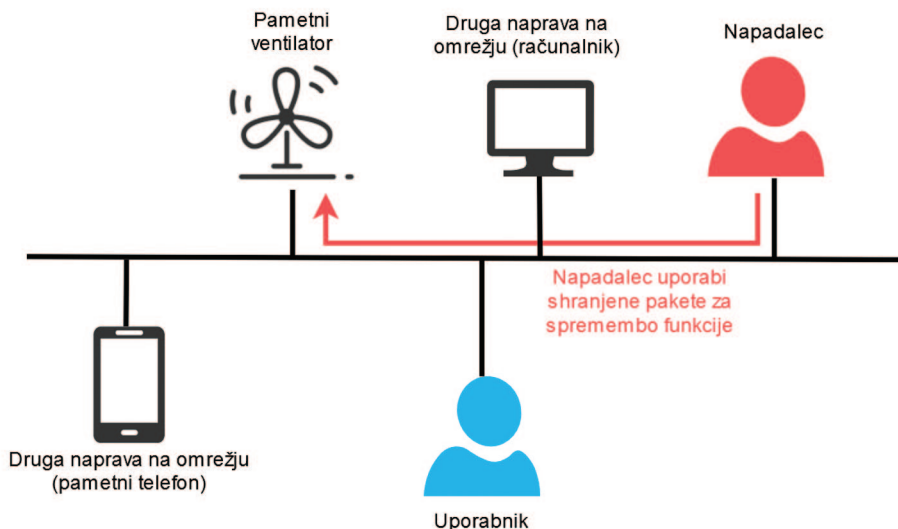 Pametni
ventilator
Druga naprava na
omrežju (računalnik)
Napadalec
Napadalec uporabi
shranjene pakete za
spremembo funkcije
Druga naprava na omrežju
(pametni telefon)
Uporabnik